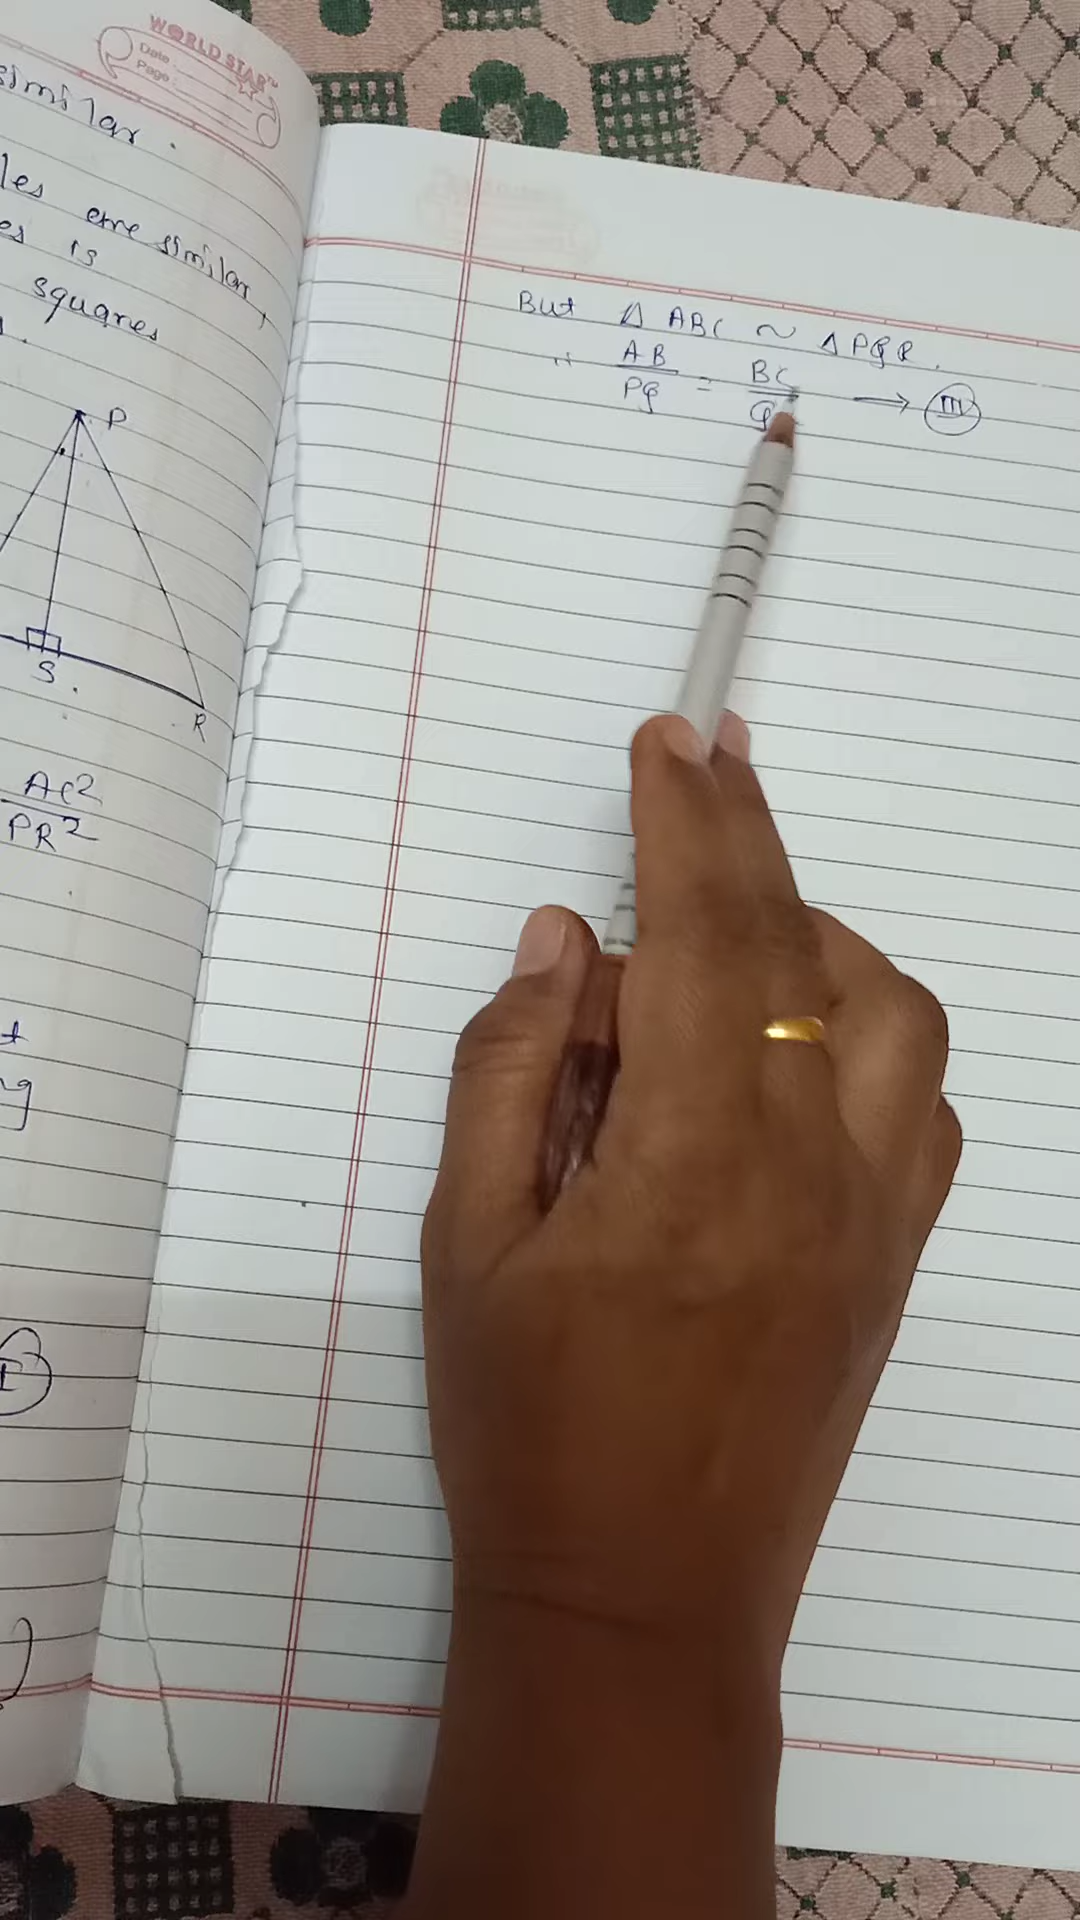 WORLD STAR
Date :
Page :
similar .
les are similar,
es is
squares
P
S .
R
AC2
PR2
But Δ ABC ~ Δ PQR .
AB = BC → III
PQ